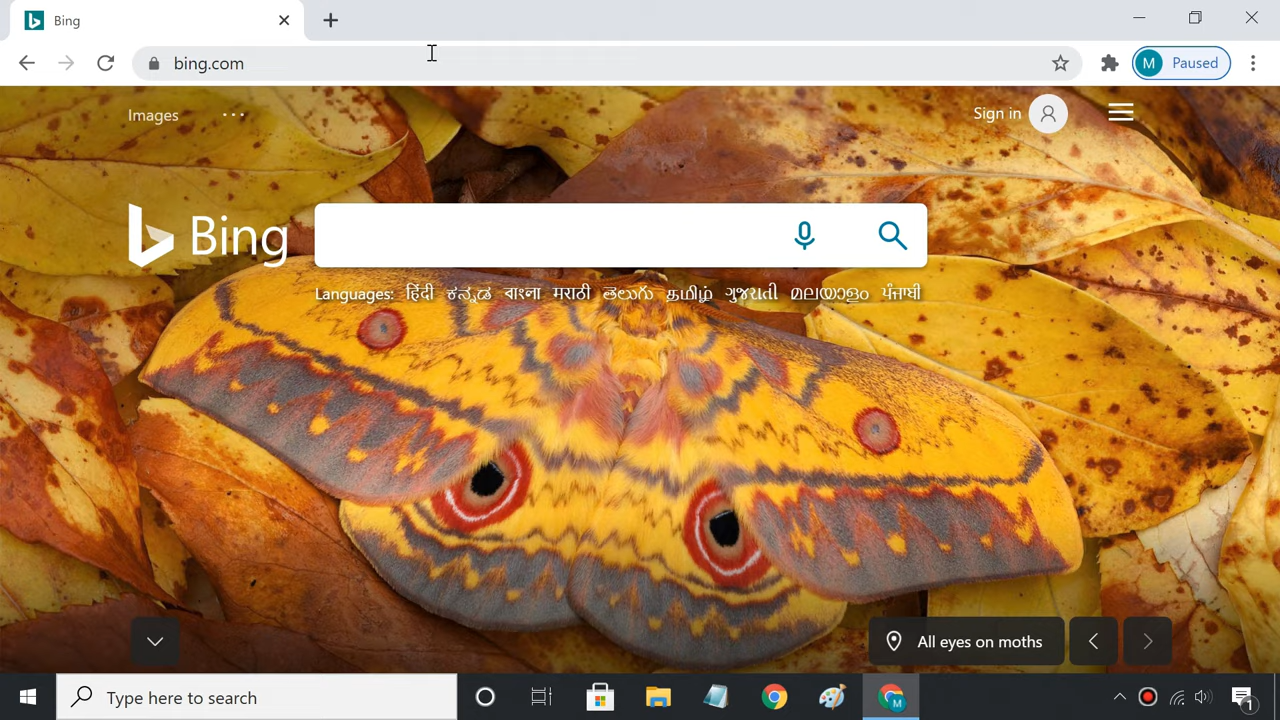 Bing
bing.com
M Paused
Images
Sign in
Bing
Languages: हिंदी ಕನ್ನಡ বাংলা मराठी తెలుగు தமிழ் ગુજરાતી മലയാളം ਪੰਜਾਬੀ
All eyes on moths
Type here to search
M
1